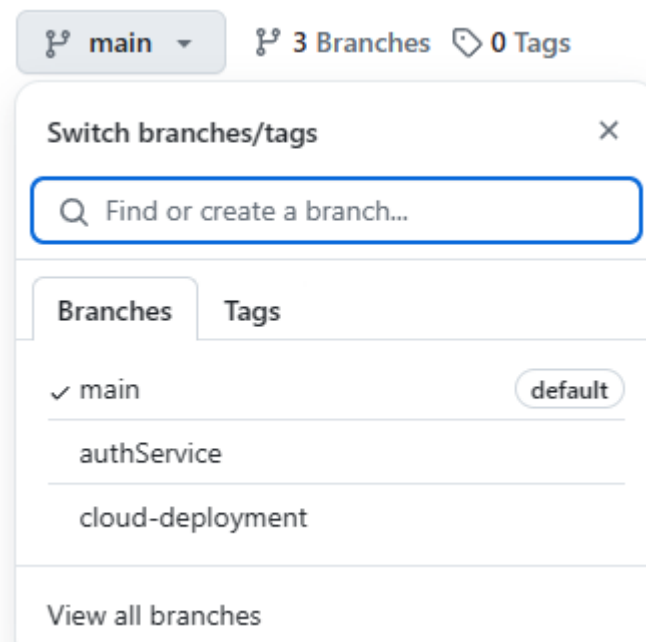 main 3 Branches 0 Tags
Switch branches/tags
Find or create a branch...
Branches Tags
main default
authService
cloud-deployment
View all branches